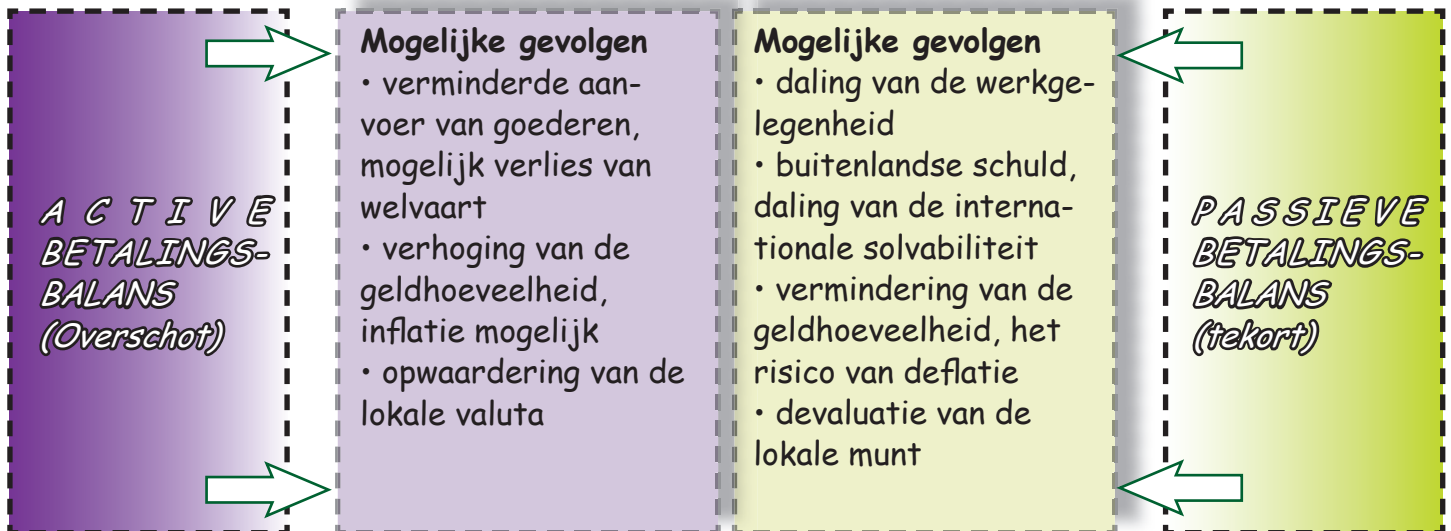 A C T I V E
BETALINGS-
BALANS
(Overschot)
Mogelijke gevolgen
• verminderde aan-
voer van goederen,
mogelijk verlies van
welvaart
• verhoging van de
geldhoeveelheid,
inflatie mogelijk
• opwaardering van de
lokale valuta
Mogelijke gevolgen
• daling van de werkge-
legenheid
• buitenlandse schuld,
daling van de interna-
tionale solvabiliteit
• vermindering van de
geldhoeveelheid, het
risico van deflatie
• devaluatie van de
lokale munt
P A S S I E V E
BETALINGS-
BALANS
(tekort)